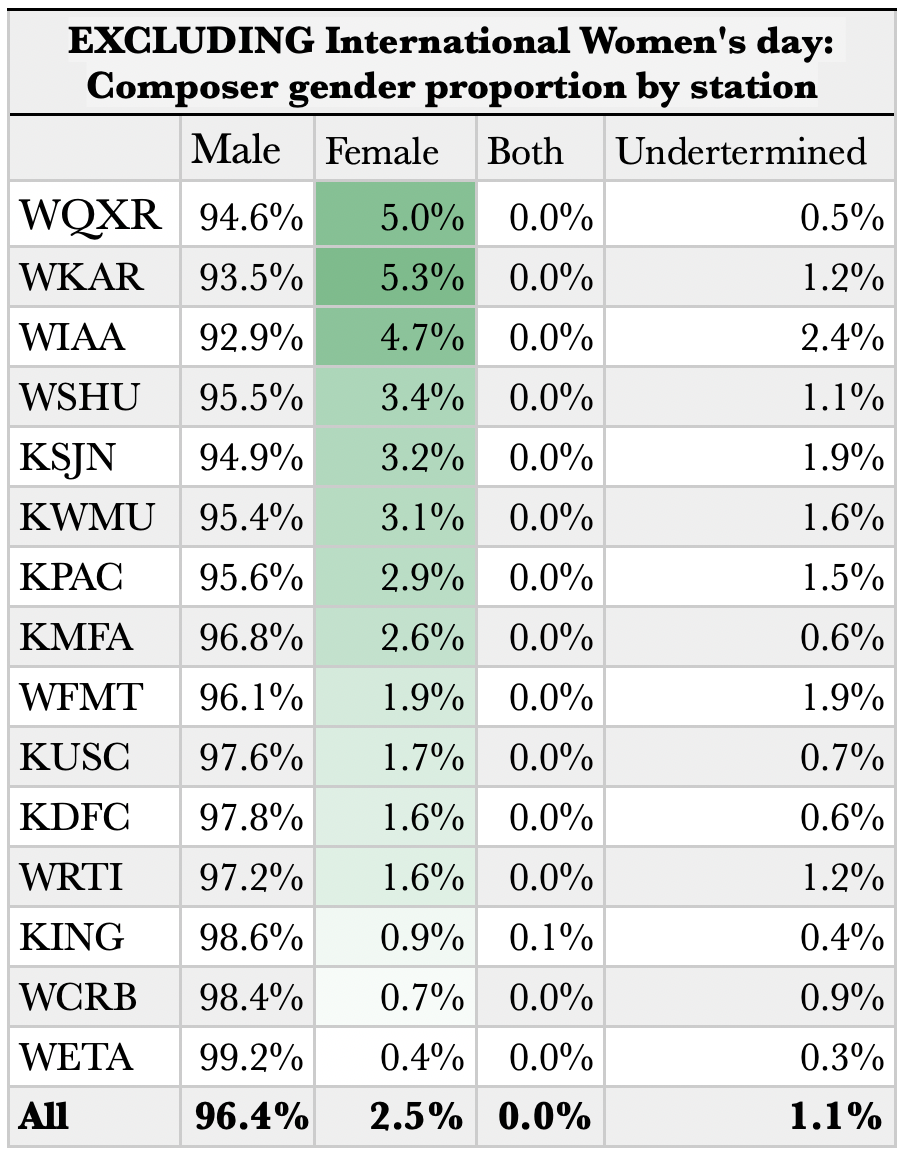 EXCLUDING International Women's day:
Composer gender proportion by station
Male Female Both Undertermined
WQXR 94.6% 5.0% 0.0% 0.5%
WKAR 93.5% 5.3% 0.0% 1.2%
WIAA 92.9% 4.7% 0.0% 2.4%
WSHU 95.5% 3.4% 0.0% 1.1%
KSJN 94.9% 3.2% 0.0% 1.9%
KWMU 95.4% 3.1% 0.0% 1.6%
KPAC 95.6% 2.9% 0.0% 1.5%
KMFA 96.8% 2.6% 0.0% 0.6%
WFMT 96.1% 1.9% 0.0% 1.9%
KUSC 97.6% 1.7% 0.0% 0.7%
KDFC 97.8% 1.6% 0.0% 0.6%
WRTI 97.2% 1.6% 0.0% 1.2%
KING 98.6% 0.9% 0.1% 0.4%
WCRB 98.4% 0.7% 0.0% 0.9%
WETA 99.2% 0.4% 0.0% 0.3%
All 96.4% 2.5% 0.0% 1.1%